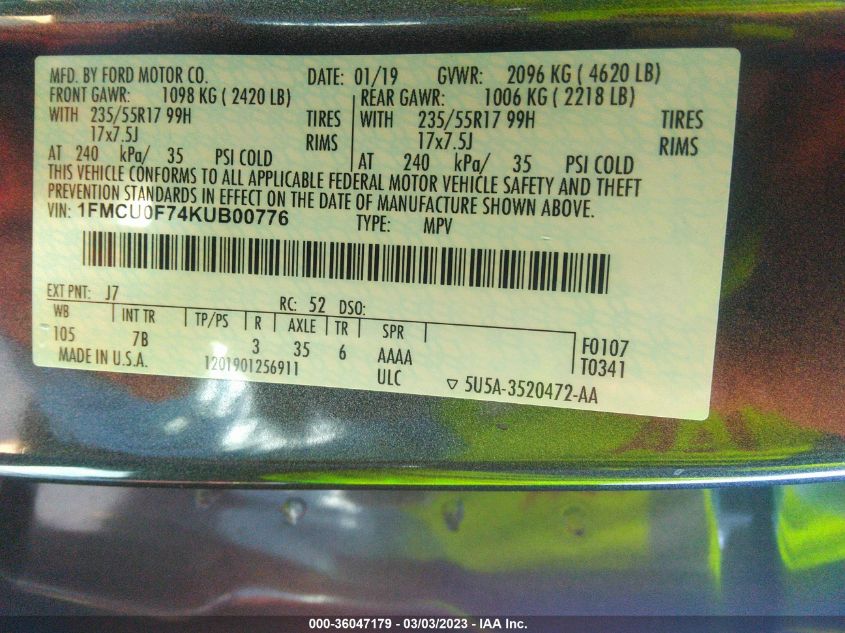 MFD. BY FORD MOTOR CO. DATE: 01/19 GVWR: 2096 KG ( 4620 LB)
FRONT GAWR: 1098 KG ( 2420 LB) REAR GAWR: 1006 KG ( 2218 LB)
WITH 235/55R17 99H TIRES WITH 235/55R17 99H TIRES
17x7.5J RIMS 17x7.5J RIMS
AT 240 kPa/ 35 PSI COLD AT 240 kPa/ 35 PSI COLD
THIS VEHICLE CONFORMS TO ALL APPLICABLE FEDERAL MOTOR VEHICLE SAFETY AND THEFT
PREVENTION STANDARDS IN EFFECT ON THE DATE OF MANUFACTURE SHOWN ABOVE.
VIN: 1FMCU0F74KUB00776 TYPE: MPV
EXT PNT: J7 RC: 52 DSO:
WB INT TR TP/PS R AXLE TR SPR
105 7B 3 35 6 AAAA F0107
MADE IN U.S.A. 1201901256911 ULC T0341
▽ 5U5A-3520472-AA
000-36047179 - 03/03/2023 - IAA Inc.